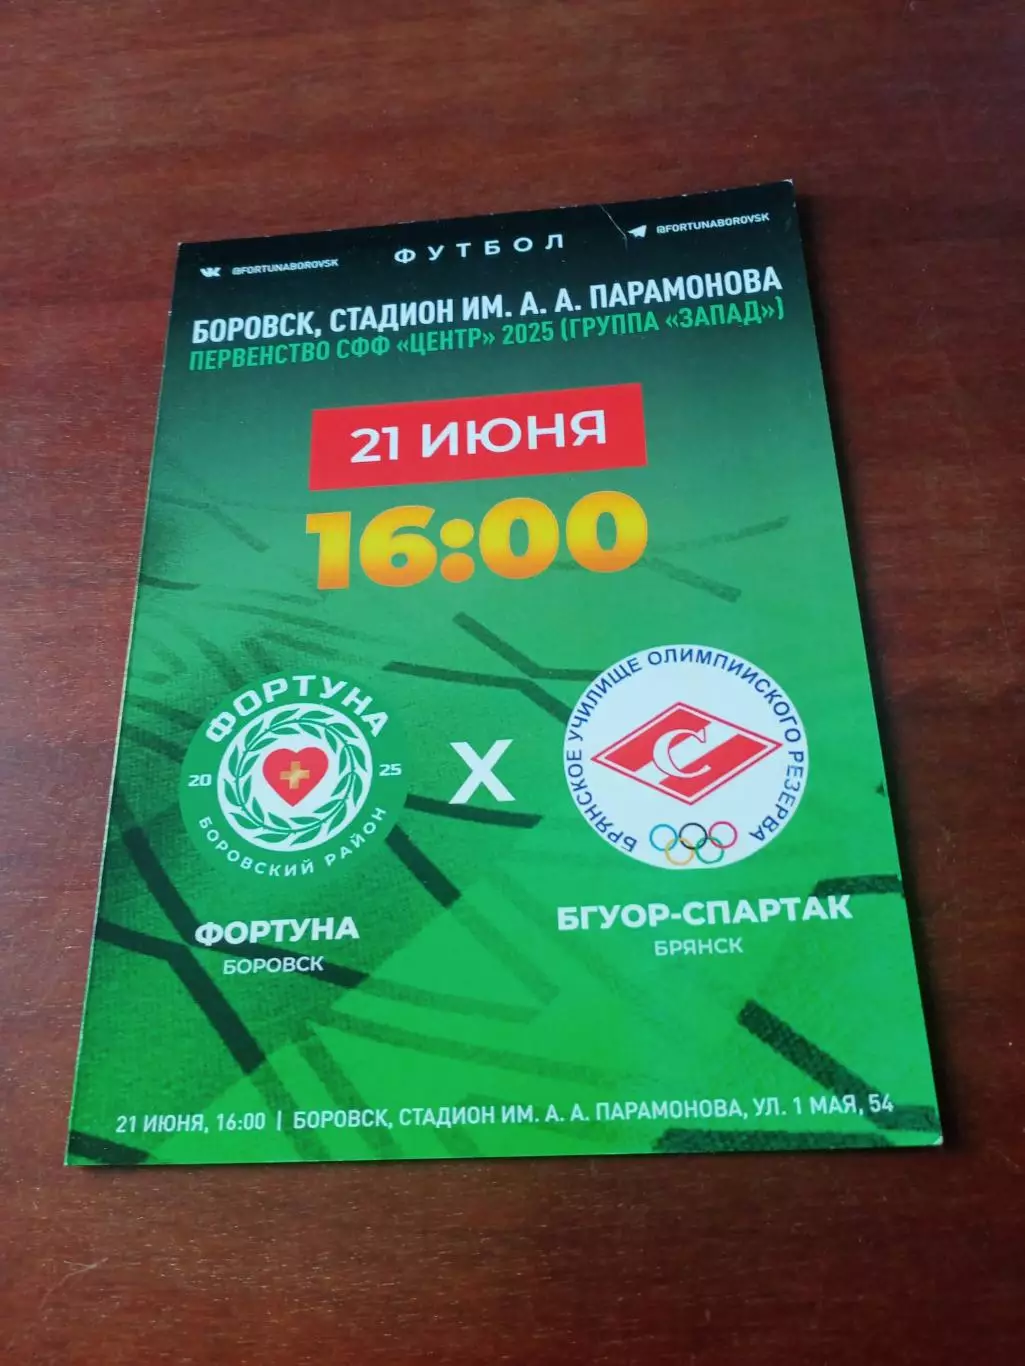 ФУТБОЛ
@FORTUNABOROVSK
@FORTUNABOROVSK
БОРОВСК, СТАДИОН ИМ. А. А. ПАРАМОНОВА
ПЕРВЕНСТВО СФФ «ЦЕНТР» 2025 (ГРУППА «ЗАПАД»)
21 ИЮНЯ
16:00
ФОРТУНА
20 25
БОРОВСКИЙ РАЙОН
X
БРЯНСКОЕ УЧИЛИЩЕ ОЛИМПИЙСКОГО РЕЗЕРВА
С
ФОРТУНА
БОРОВСК
БГУОР-СПАРТАК
БРЯНСК
21 ИЮНЯ, 16:00 | БОРОВСК, СТАДИОН ИМ. А. А. ПАРАМОНОВА, УЛ. 1 МАЯ, 54